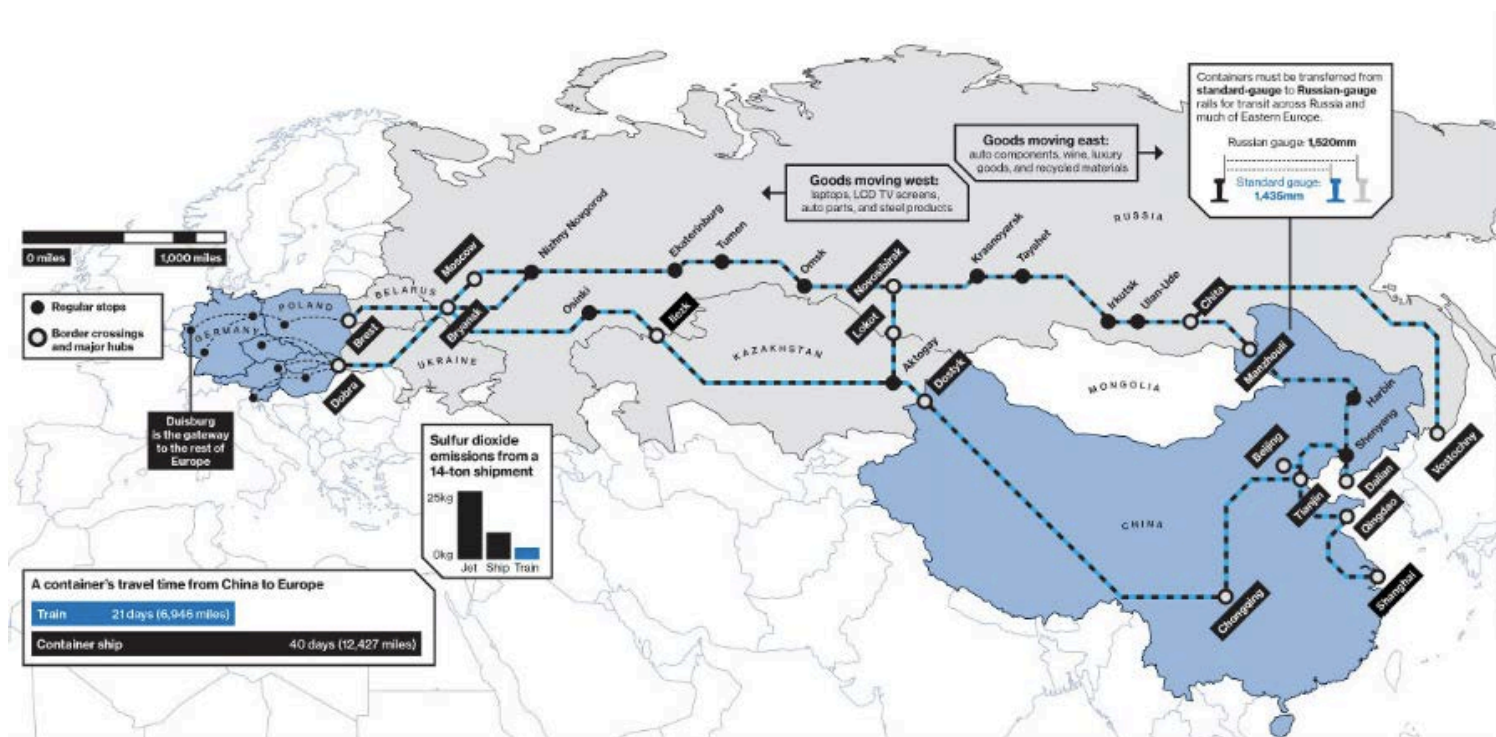 Containers must be transferred from
standard-gauge to Russian-gauge
rails for transit across Russia and
much of Eastern Europe.
Russian gauge: 1,520mm
Standard gauge:
1,435mm
Goods moving east:
auto components, wine, luxury
goods, and recycled materials
Goods moving west:
laptops, LCD TV screens,
auto parts, and steel products
RUSSIA
0 miles
1,000 miles
Regular stops
Border crossings
and major hubs
GERMANY
POLAND
BELARUS
UKRAINE
KAZAKHSTAN
MONGOLIA
CHINA
Brest
Dobra
Moscow
Bryansk
Nizhny Novgorod
Osinki
Iletzk
Ekaterinburg
Tumen
Omsk
Novosibirsk
Lokot
Aktogay
Dostyk
Krasnoyarsk
Tayshet
Irkutsk
Ulan-Ude
Chita
Manzhouli
Harbin
Shenyang
Beijing
Tianjin
Dalian
Qingdao
Shanghai
Chongqing
Vostochny
Duisburg
is the gateway
to the rest of
Europe
Sulfur dioxide
emissions from a
14-ton shipment
25kg
0kg
Jet Ship Train
A container's travel time from China to Europe
Train 21 days (6,946 miles)
Container ship 40 days (12,427 miles)